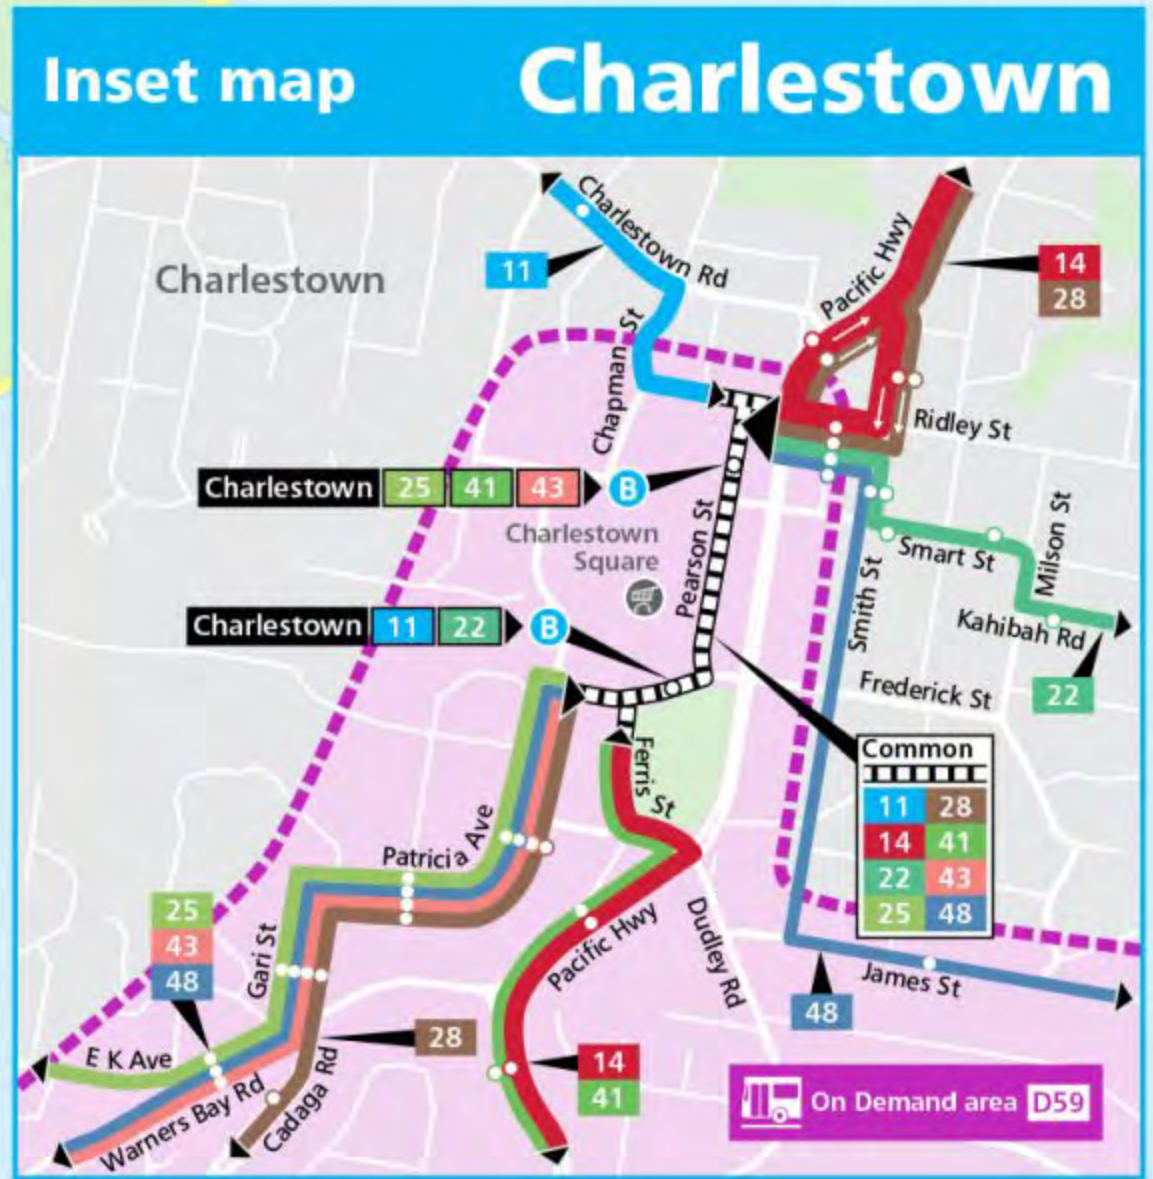 Inset map
Charlestown
Charlestown Rd
Pacific Hwy
Charlestown
11
14
28
Chapman St
Ridley St
Charlestown 25 41 43
B
Charlestown
Square
Pearson St
Smart St
Milson St
Smith St
Kahibah Rd
Charlestown 11 22
B
22
Frederick St
Ferris St
Common
11 28
14 41
22 43
25 48
Patricia Ave
25
43
48
Gari St
Pacific Hwy
Dudley Rd
James St
48
28
E K Ave
14
41
Warners Bay Rd
Cadaga Rd
On Demand area D59